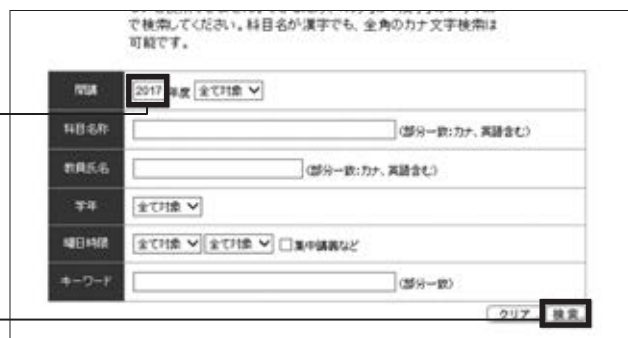 で検索してください。科目名が漢字でも、全角のカナ文字検索は
可能です。
開講 2017 年度 全て対象
科目名称 (部分一致:カナ、英語含む)
教員氏名 (部分一致:カナ、英語含む)
学年 全て対象
曜日時限 全て対象 全て対象 集中講義など
キーワード (部分一致)
クリア 検索